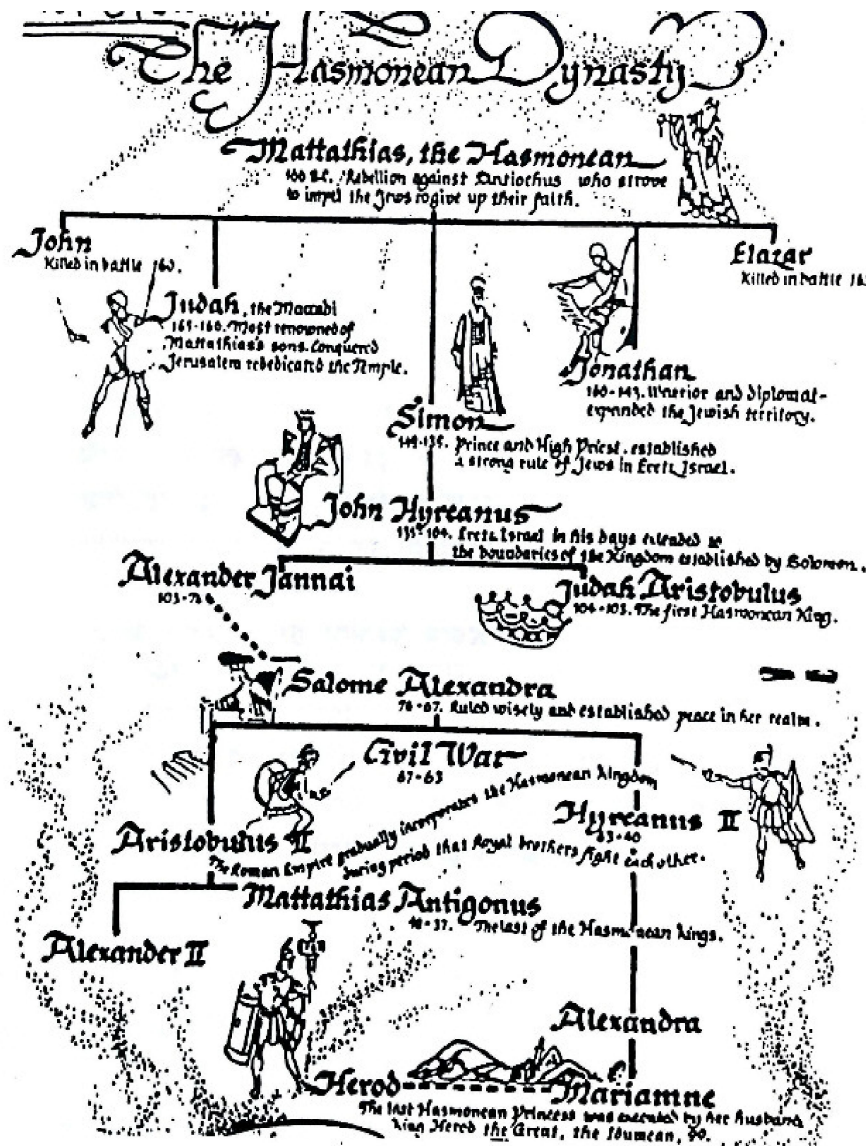 The Hasmonean Dynasty
Mattathias, the Hasmonean
Rebellion against Antiochus who strove
to impel the Jews to give up their faith.
John
Killed in battle
Elazar
Killed in battle
Judah, the Maccabi
Most renowned of
Mattathias's sons. Conquered
Jerusalem rededicated the Temple.
Jonathan
Warrior and diplomat-
expanded the Jewish territory.
Simon
Prince and High Priest. established
a strong rule of Jews in Eretz Israel.
John Hyrcanus
Eretz Israel in his days extended to
the boundaries of the Kingdom established by Solomon.
Alexander Jannai
Judah Aristobulus
104-103. The first Hasmonean King.
Salome Alexandra
76-67. Ruled wisely and established peace in her realm.
Civil War
67-63
Hyrcanus II
63-40
Aristobulus II
The Roman Empire gradually incorporates the Hasmonean Kingdom
during period that Royal brothers fight each other.
Mattathias Antigonus
40-37. The last of the Hasmonean Kings.
Alexander II
Alexandra
Herod
Mariamne
The last Hasmonean Princess was executed by her husband
King Herod the Great, the Idumean,